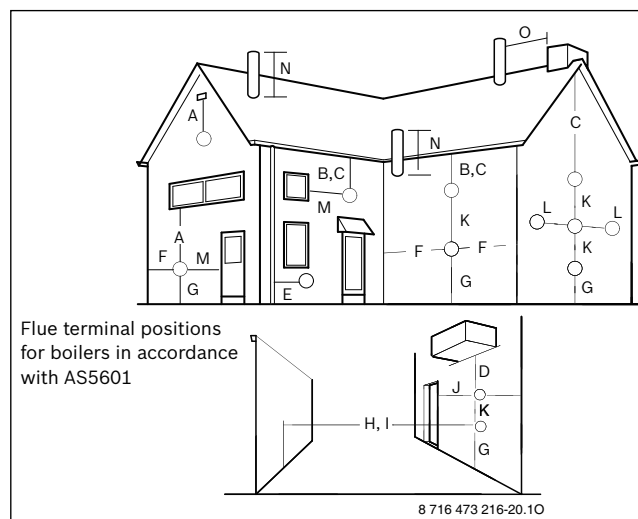 O
N
A
C
N
B,C
B,C
M
K
K
L
L
A
K
F
M
F
F
G
E
G
G
Flue terminal positions
for boilers in accordance
with AS5601
D
J
K
H, I
G
8 716 473 216-20.1O